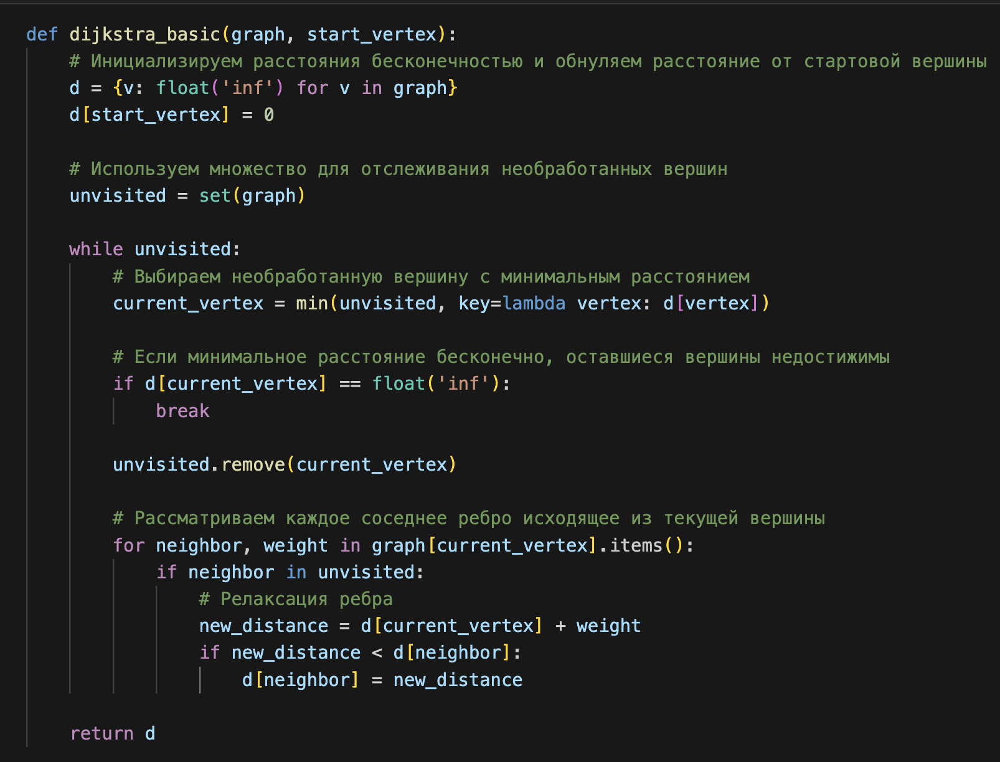 def dijkstra_basic(graph, start_vertex):
    # Инициализируем расстояния бесконечностью и обнуляем расстояние от стартовой вершины
    d = {v: float('inf') for v in graph}
    d[start_vertex] = 0

    # Используем множество для отслеживания необработанных вершин
    unvisited = set(graph)

    while unvisited:
        # Выбираем необработанную вершину с минимальным расстоянием
        current_vertex = min(unvisited, key=lambda vertex: d[vertex])

        # Если минимальное расстояние бесконечно, оставшиеся вершины недостижимы
        if d[current_vertex] == float('inf'):
            break

        unvisited.remove(current_vertex)

        # Рассматриваем каждое соседнее ребро исходящее из текущей вершины
        for neighbor, weight in graph[current_vertex].items():
            if neighbor in unvisited:
                # Релаксация ребра
                new_distance = d[current_vertex] + weight
                if new_distance < d[neighbor]:
                    d[neighbor] = new_distance

    return d